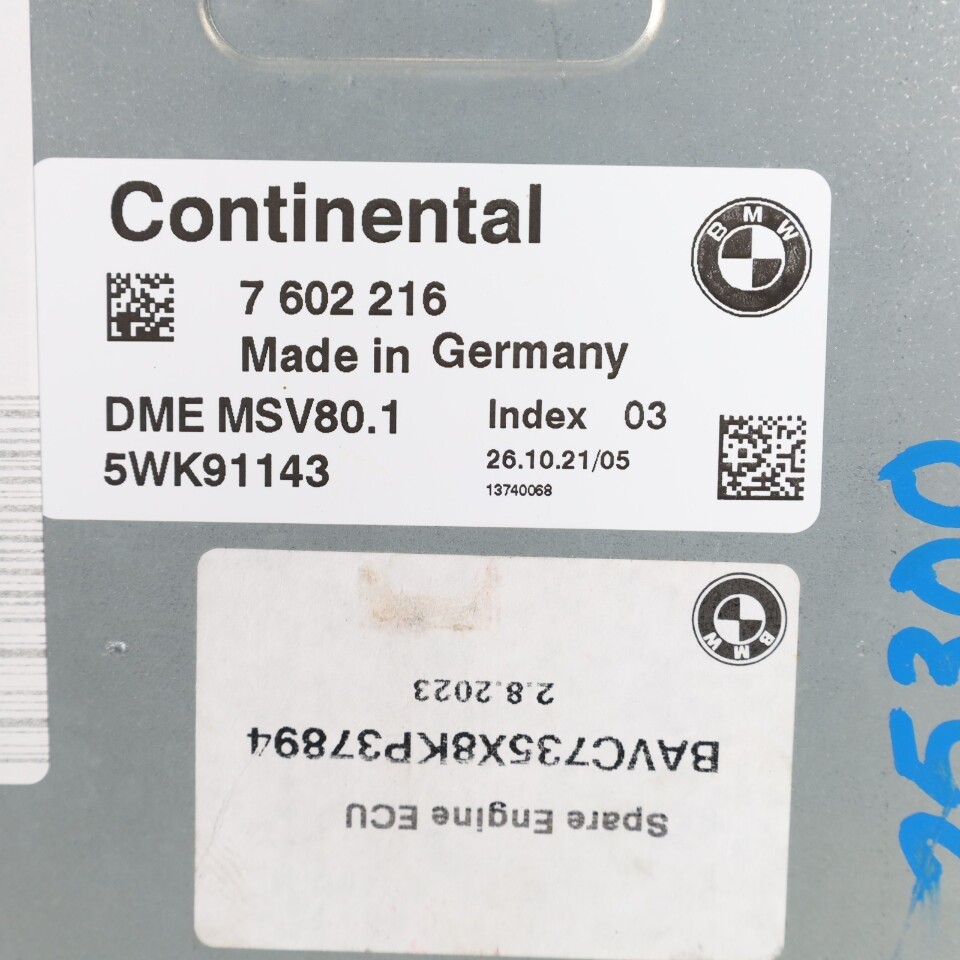 Continental
BMW
7 602 216
Made in Germany
DME MSV80.1
Index 03
5WK91143
26.10.21/05
13740068
BMW
Spare Engine ECU
BAVC735X8KP37894
2.8.2023